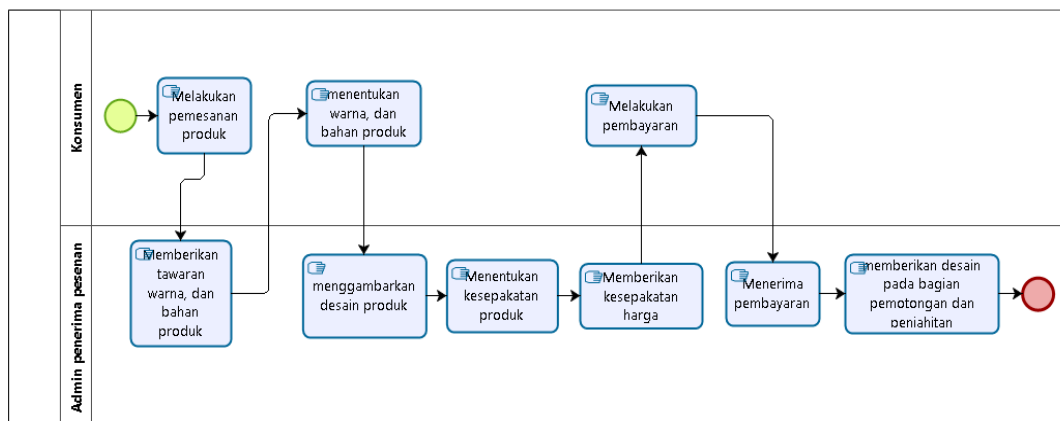 Konsumen
Melakukan
pemesanan
produk
menentukan
warna, dan
bahan produk
Melakukan
pembayaran
Admin penerima pesenan
Memberikan
tawaran
warna, dan
bahan
produk
menggambarkan
desain produk
Menentukan
kesepakatan
produk
Memberikan
kesepakatan
harga
Menerima
pembayaran
memberikan desain
pada bagian
pemotongan dan
penjahitan